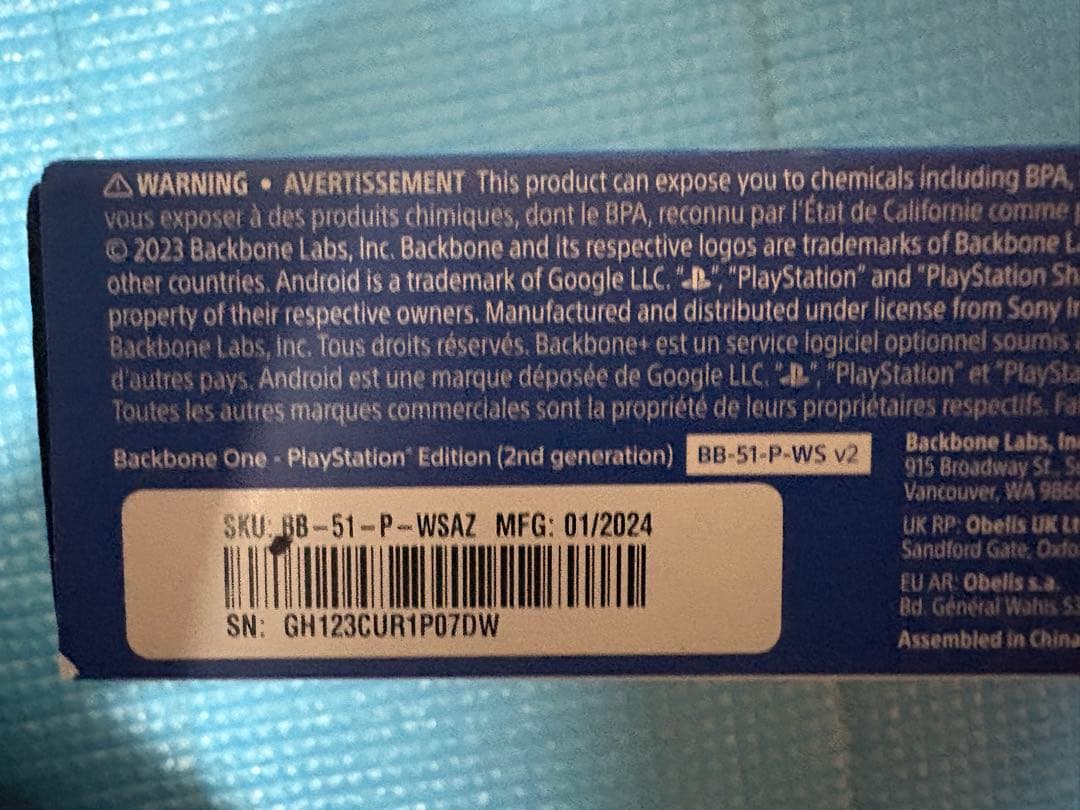 ⚠ WARNING • AVERTISSEMENT This product can expose you to chemicals including BPA,
vous exposer à des produits chimiques, dont le BPA, reconnu par l'État de Californie comme
© 2023 Backbone Labs, Inc. Backbone and its respective logos are trademarks of Backbone
other countries. Android is a trademark of Google LLC. " ", "PlayStation" and "PlayStation
property of their respective owners. Manufactured and distributed under license from Sony
Backbone Labs, Inc. Tous droits réservés. Backbone+ est un service logiciel optionnel soumis
d'autres pays. Android est une marque déposée de Google LLC. " ", "PlayStation" et
Toutes les autres marques commerciales sont la propriété de leurs propriétaires respectifs.
Backbone One - PlayStation® Edition (2nd generation) BB-51-P-WS v2
SKU: BB-51-P-WSAZ MFG: 01/2024
SN: GH123CUR1P07DW
Backbone Labs,
915 Broadway St.
Vancouver, WA
UK RP: Obelis UK
Sandford Gate,
EU AR: Obelis s.a.
Bd. Général Wahis
Assembled in China